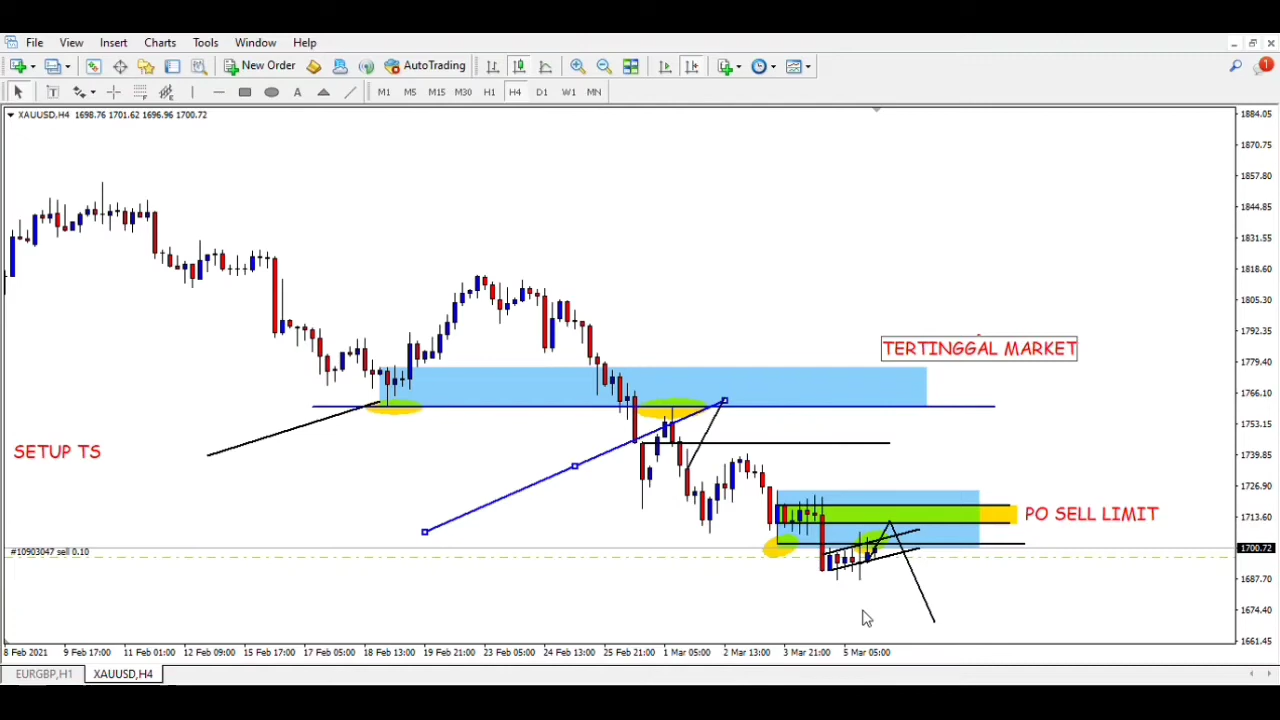 File View Insert Charts Tools Window Help
New Order AutoTrading 1
M1 M5 M15 M30 H1 H4 D1 W1 MN
XAUUSD,H4 1698.76 1701.62 1696.96 1700.72
1884.05
1870.75
1857.80
1844.85
1831.55
1818.60
1805.30
1792.35
TERTINGGAL MARKET
1779.40
1766.10
1753.15
SETUP TS
1739.85
1726.90
PO SELL LIMIT
1713.60
#10903047 sell 0.10
1700.72
1687.70
1674.40
1661.45
8 Feb 2021 9 Feb 17:00 11 Feb 01:00 12 Feb 09:00 15 Feb 17:00 17 Feb 05:00 18 Feb 13:00 19 Feb 21:00 23 Feb 05:00 24 Feb 13:00 25 Feb 21:00 1 Mar 05:00 2 Mar 13:00 3 Mar 21:00 5 Mar 05:00
EURGBP,H1 XAUUSD,H4